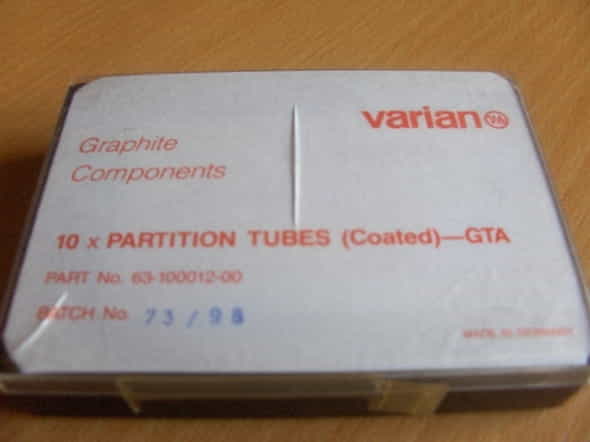 varian
Graphite
Components
10 x PARTITION TUBES (Coated)—GTA
PART No. 63-100012-00
BATCH No. 73 / 98
MADE IN GERMANY